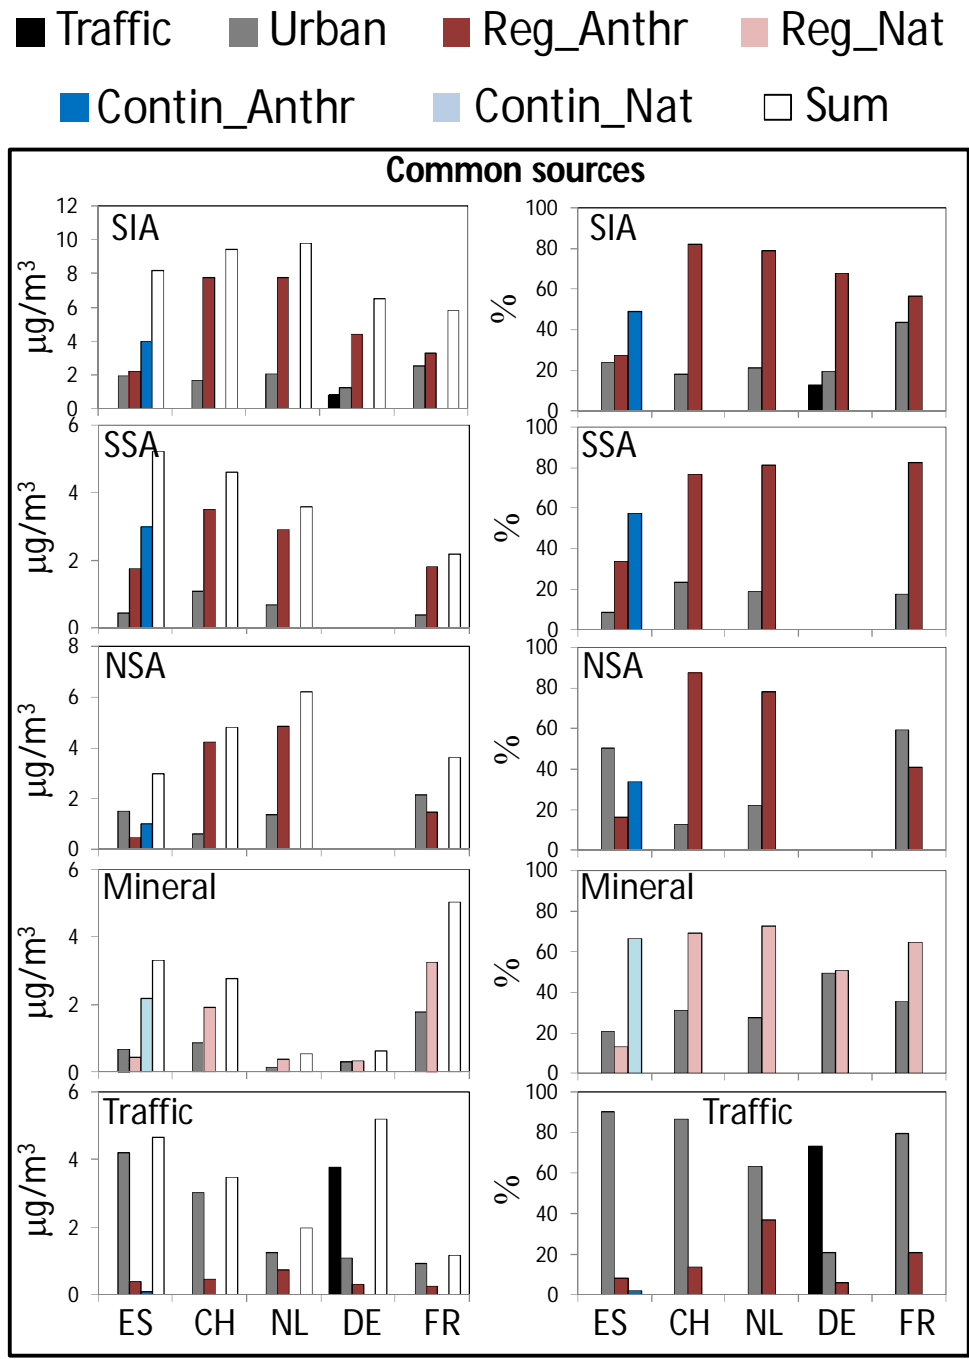 Traffic Urban Reg_Anthr Reg_Nat
Contin_Anthr Contin_Nat Sum
Common sources
12
10
8
6
4
2
0
µg/m³
SIA
100
80
60
40
20
0
%
SIA
6
4
2
0
µg/m³
SSA
100
80
60
40
20
0
%
SSA
8
6
4
2
0
µg/m³
NSA
100
80
60
40
20
0
%
NSA
6
4
2
0
µg/m³
Mineral
100
80
60
40
20
0
%
Mineral
6
4
2
0
µg/m³
Traffic
100
80
60
40
20
0
%
Traffic
ES CH NL DE FR
ES CH NL DE FR